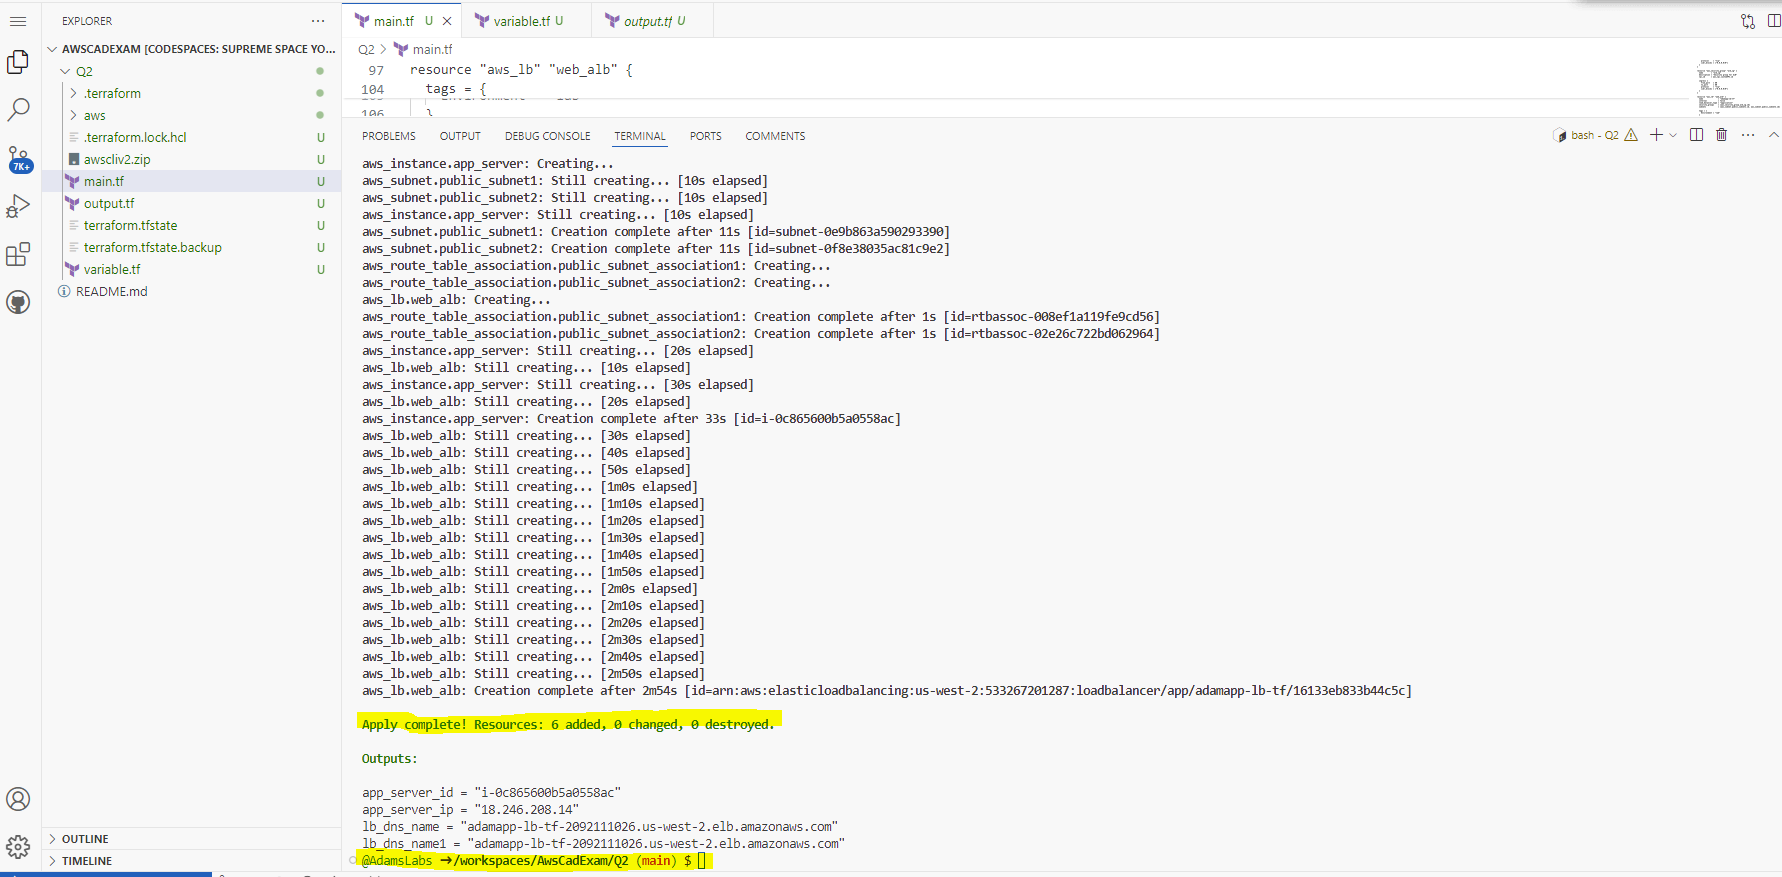 EXPLORER
AWSCADEXAM [CODESPACES: SUPREME SPACE YO...
Q2
.terraform
aws
.terraform.lock.hcl U
awscliv2.zip U
main.tf U
output.tf U
terraform.tfstate U
terraform.tfstate.backup U
variable.tf U
README.md
7K+
OUTLINE
TIMELINE
main.tf U
variable.tf U
output.tf U
Q2 > main.tf
97 resource "aws_lb" "web_alb" {
104 tags = {
106 }
PROBLEMS OUTPUT DEBUG CONSOLE TERMINAL PORTS COMMENTS
bash - Q2
aws_instance.app_server: Creating...
aws_subnet.public_subnet1: Still creating... [10s elapsed]
aws_subnet.public_subnet2: Still creating... [10s elapsed]
aws_instance.app_server: Still creating... [10s elapsed]
aws_subnet.public_subnet1: Creation complete after 11s [id=subnet-0e9b863a590293390]
aws_subnet.public_subnet2: Creation complete after 11s [id=subnet-0f8e38035ac81c9e2]
aws_route_table_association.public_subnet_association1: Creating...
aws_route_table_association.public_subnet_association2: Creating...
aws_lb.web_alb: Creating...
aws_route_table_association.public_subnet_association1: Creation complete after 1s [id=rtbassoc-008ef1a119fe9cd56]
aws_route_table_association.public_subnet_association2: Creation complete after 1s [id=rtbassoc-02e26c722bd062964]
aws_instance.app_server: Still creating... [20s elapsed]
aws_lb.web_alb: Still creating... [10s elapsed]
aws_instance.app_server: Still creating... [30s elapsed]
aws_lb.web_alb: Still creating... [20s elapsed]
aws_instance.app_server: Creation complete after 33s [id=i-0c865600b5a0558ac]
aws_lb.web_alb: Still creating... [30s elapsed]
aws_lb.web_alb: Still creating... [40s elapsed]
aws_lb.web_alb: Still creating... [50s elapsed]
aws_lb.web_alb: Still creating... [1m0s elapsed]
aws_lb.web_alb: Still creating... [1m10s elapsed]
aws_lb.web_alb: Still creating... [1m20s elapsed]
aws_lb.web_alb: Still creating... [1m30s elapsed]
aws_lb.web_alb: Still creating... [1m40s elapsed]
aws_lb.web_alb: Still creating... [1m50s elapsed]
aws_lb.web_alb: Still creating... [2m0s elapsed]
aws_lb.web_alb: Still creating... [2m10s elapsed]
aws_lb.web_alb: Still creating... [2m20s elapsed]
aws_lb.web_alb: Still creating... [2m30s elapsed]
aws_lb.web_alb: Still creating... [2m40s elapsed]
aws_lb.web_alb: Still creating... [2m50s elapsed]
aws_lb.web_alb: Creation complete after 2m54s [id=arn:aws:elasticloadbalancing:us-west-2:533267201287:loadbalancer/app/adamapp-lb-tf/16133eb833b44c5c]
Apply complete! Resources: 6 added, 0 changed, 0 destroyed.
Outputs:
app_server_id = "i-0c865600b5a0558ac"
app_server_ip = "18.246.208.14"
lb_dns_name = "adamapp-lb-tf-2092111026.us-west-2.elb.amazonaws.com"
lb_dns_name1 = "adamapp-lb-tf-2092111026.us-west-2.elb.amazonaws.com"
@AdamsLabs ➜/workspaces/AwsCadExam/Q2 (main) $